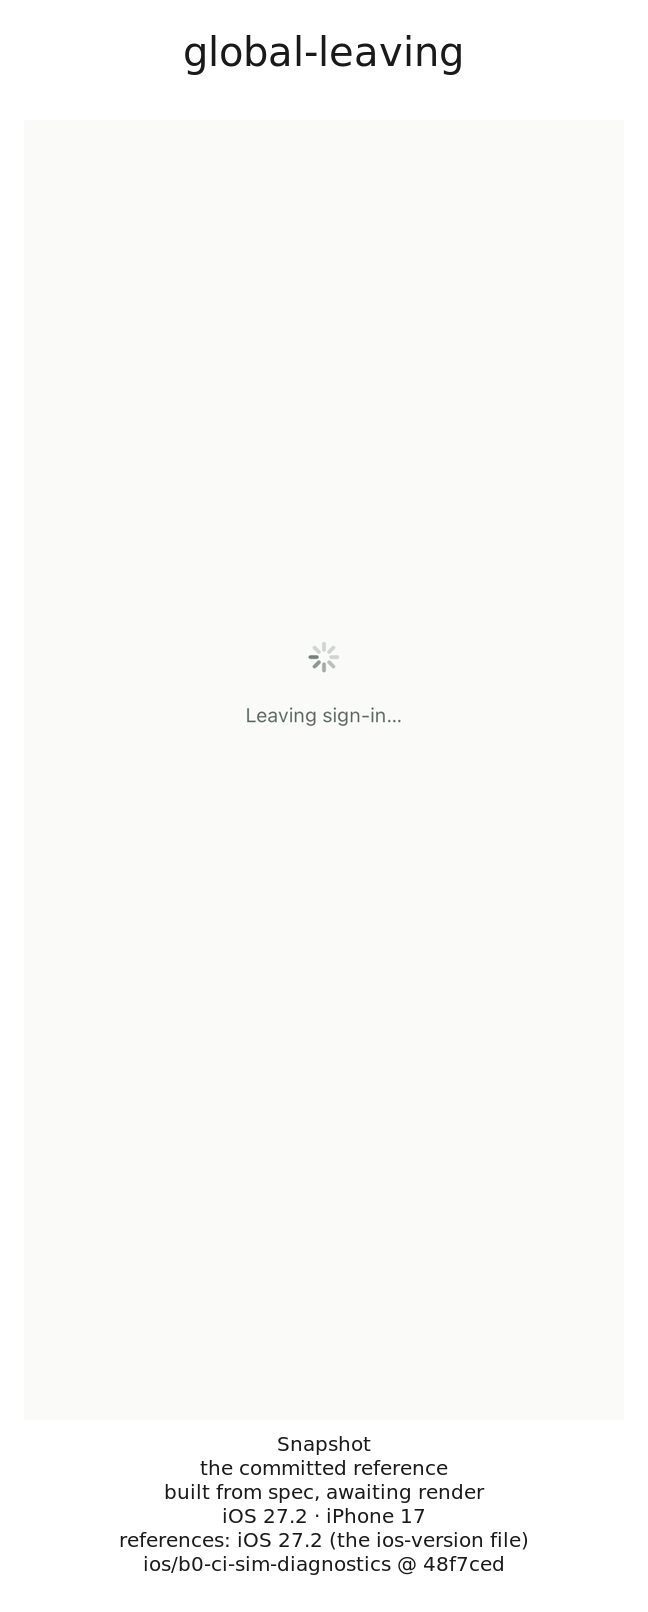 global-leaving
Leaving sign-in...
Snapshot
the committed reference
built from spec, awaiting render
iOS 27.2 · iPhone 17
references: iOS 27.2 (the ios-version file)
ios/b0-ci-sim-diagnostics @ 48f7ced